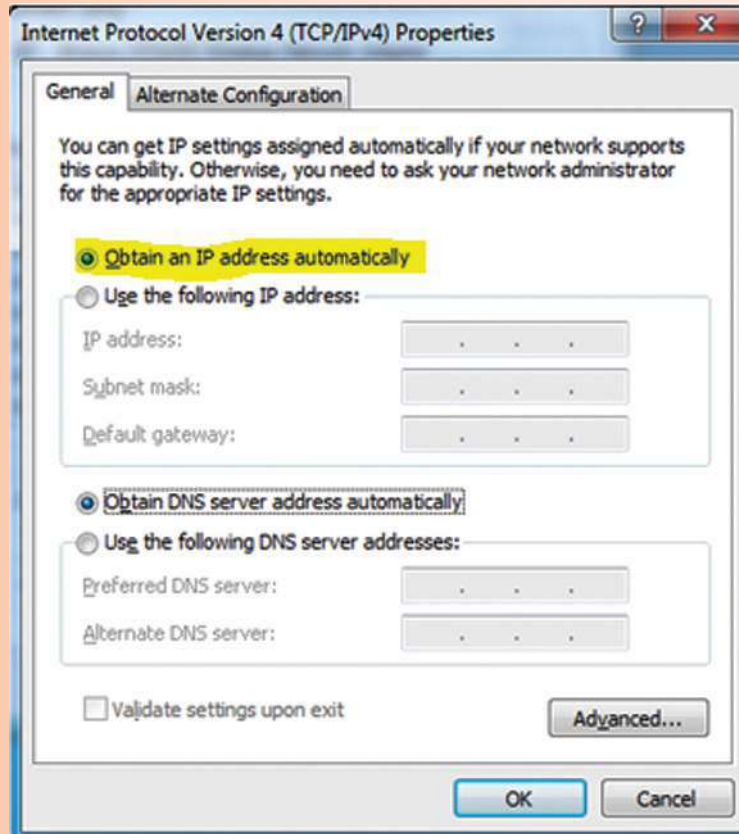 Internet Protocol Version 4 (TCP/IPv4) Properties
General
Alternate Configuration
You can get IP settings assigned automatically if your network supports
this capability. Otherwise, you need to ask your network administrator
for the appropriate IP settings.
Obtain an IP address automatically
Use the following IP address:
IP address:
Subnet mask:
Default gateway:
Obtain DNS server address automatically
Use the following DNS server addresses:
Preferred DNS server:
Alternate DNS server:
Validate settings upon exit
Advanced...
OK
Cancel